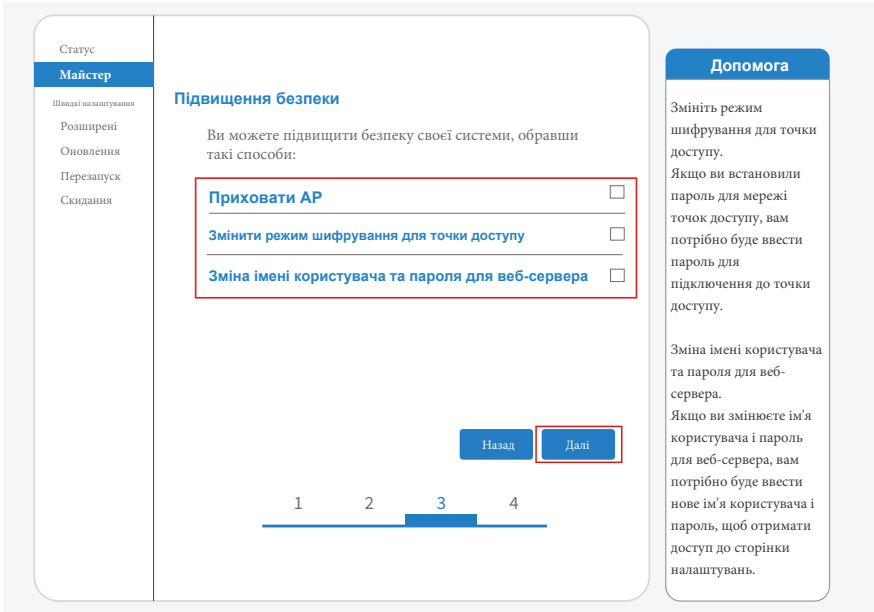 Статус
Майстер
Швидкі налаштування
Розширені
Оновлення
Перезапуск
Скидання
Підвищення безпеки
Ви можете підвищити безпеку своєї системи, обравши
такі способи:
Приховати AP
Змінити режим шифрування для точки доступу
Зміна імені користувача та пароля для веб-сервера
Назад
Далі
1 2 3 4
Допомога
Змініть режим
шифрування для точки
доступу.
Якщо ви встановили
пароль для мережі
точок доступу, вам
потрібно буде ввести
пароль для
підключення до точки
доступу.
Зміна імені користувача
та пароля для веб-
сервера.
Якщо ви змінюєте ім'я
користувача і пароль
для веб-сервера, вам
потрібно буде ввести
нове ім'я користувача і
пароль, щоб отримати
доступ до сторінки
налаштувань.